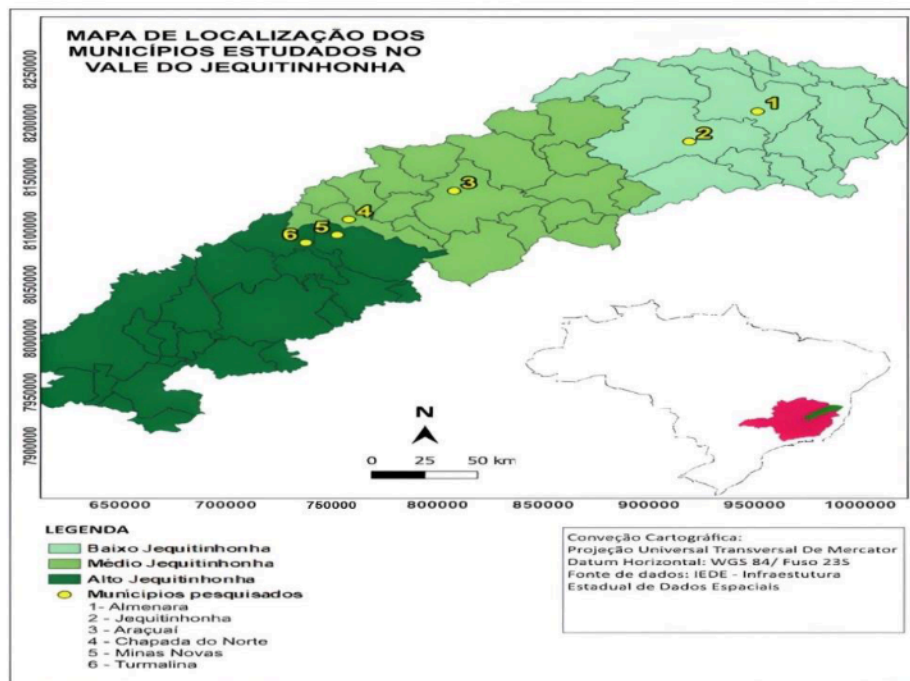 MAPA DE LOCALIZAÇÃO DOS
MUNICÍPIOS ESTUDADOS NO
VALE DO JEQUITINHONHA
8250000
8200000
8150000
8100000
8050000
8000000
7950000
7900000
1
2
3
4
5
6
N
0 25 50 km
650000 700000 750000 800000 850000 900000 950000 1000000
LEGENDA
Baixo Jequitinhonha
Médio Jequitinhonha
Alto Jequitinhonha
Municípios pesquisados
1- Almenara
2 - Jequitinhonha
3 - Araçuaí
4 - Chapada do Norte
5 - Minas Novas
6 - Turmalina
Conveção Cartográfica:
Projeção Universal Transversal De Mercator
Datum Horizontal: WGS 84/ Fuso 23S
Fonte de dados: IEDE - Infraestutura
Estadual de Dados Espaciais